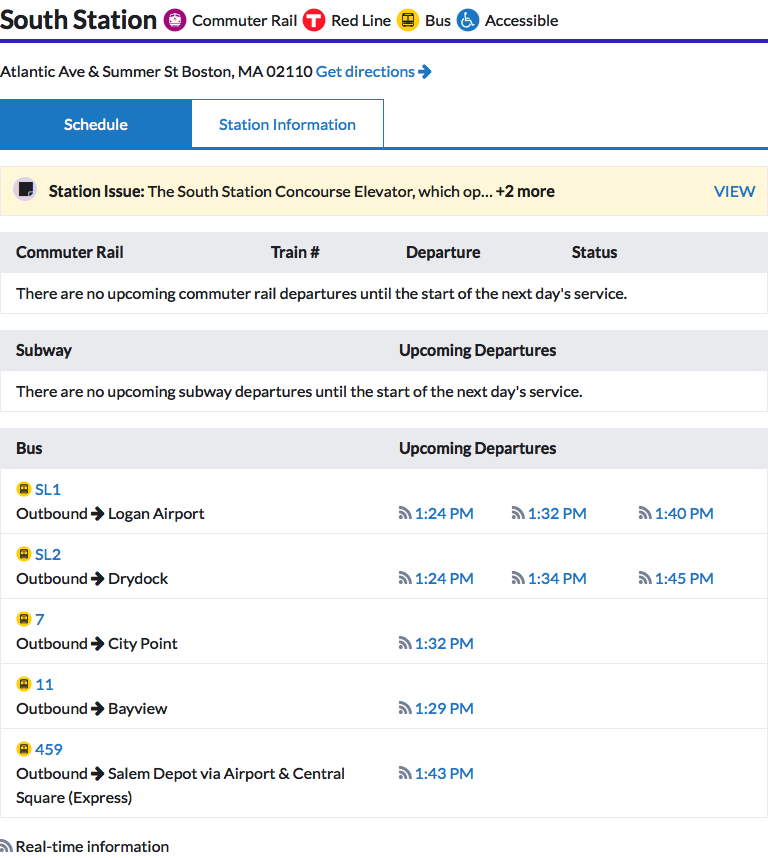 South Station Commuter Rail T Red Line Bus Accessible
Atlantic Ave & Summer St Boston, MA 02110 Get directions
Schedule Station Information
Station Issue: The South Station Concourse Elevator, which op... +2 more VIEW
Commuter Rail Train # Departure Status
There are no upcoming commuter rail departures until the start of the next day's service.
Subway Upcoming Departures
There are no upcoming subway departures until the start of the next day's service.
Bus Upcoming Departures
SL1
Outbound → Logan Airport 1:24 PM 1:32 PM 1:40 PM
SL2
Outbound → Drydock 1:24 PM 1:34 PM 1:45 PM
7
Outbound → City Point 1:32 PM
11
Outbound → Bayview 1:29 PM
459
Outbound → Salem Depot via Airport & Central 1:43 PM
Square (Express)
Real-time information